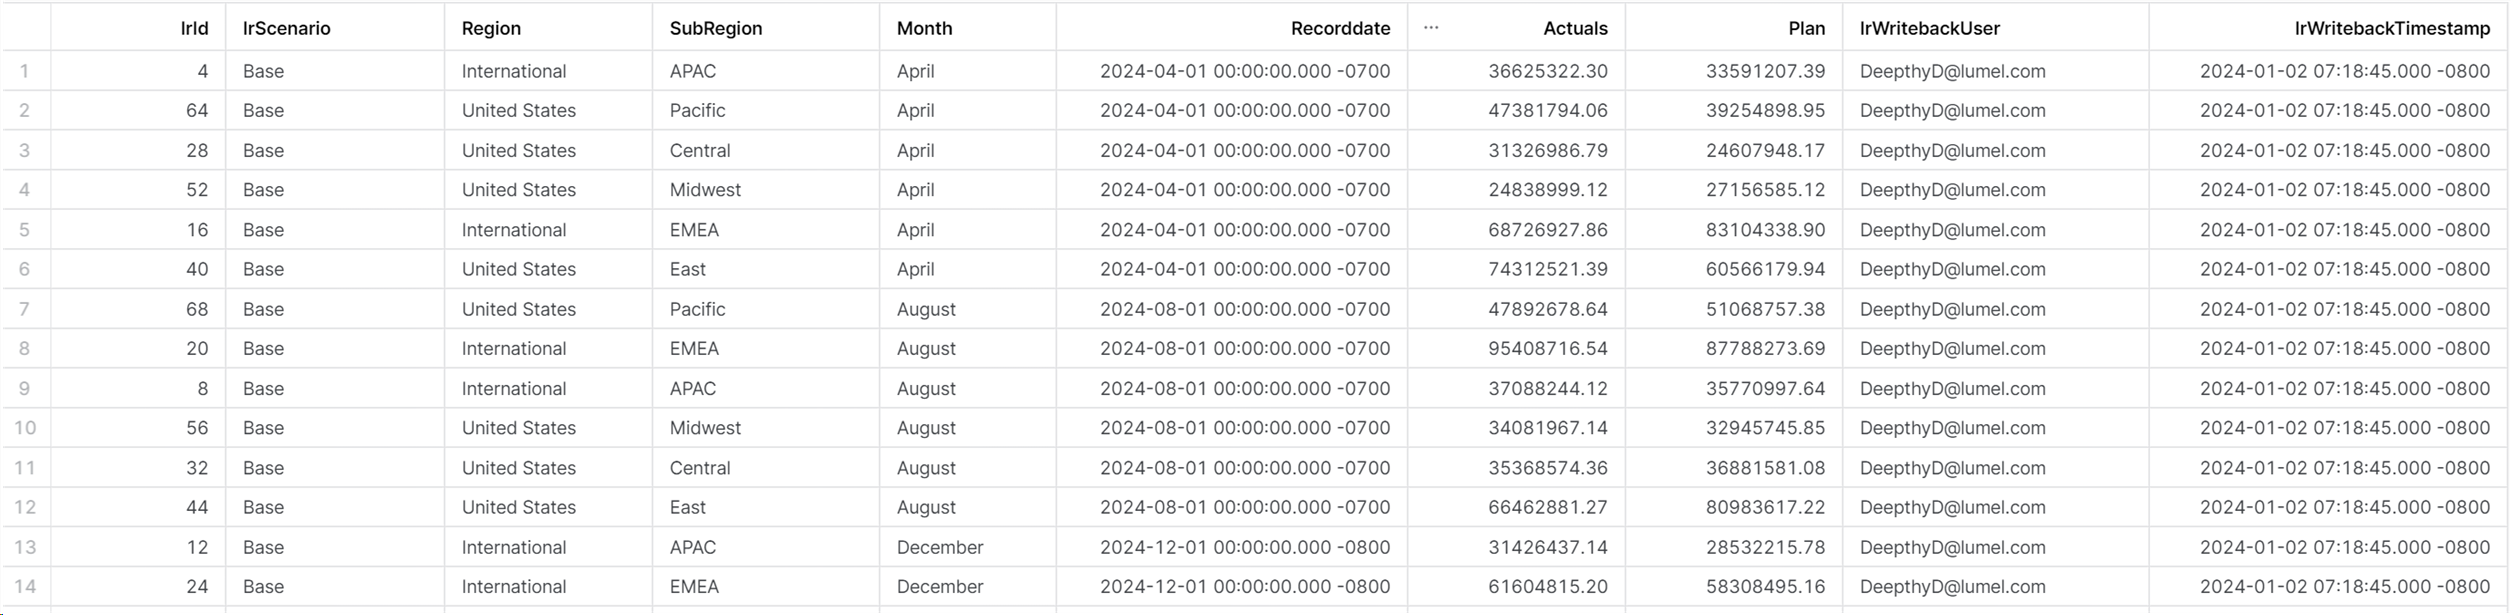 IrId IrScenario Region SubRegion Month Recorddate ... Actuals Plan IrWritebackUser IrWritebackTimestamp
1 4 Base International APAC April 2024-04-01 00:00:00.000 -0700 36625322.30 33591207.39 DeepthyD@lumel.com 2024-01-02 07:18:45.000 -0800
2 64 Base United States Pacific April 2024-04-01 00:00:00.000 -0700 47381794.06 39254898.95 DeepthyD@lumel.com 2024-01-02 07:18:45.000 -0800
3 28 Base United States Central April 2024-04-01 00:00:00.000 -0700 31326986.79 24607948.17 DeepthyD@lumel.com 2024-01-02 07:18:45.000 -0800
4 52 Base United States Midwest April 2024-04-01 00:00:00.000 -0700 24838999.12 27156585.12 DeepthyD@lumel.com 2024-01-02 07:18:45.000 -0800
5 16 Base International EMEA April 2024-04-01 00:00:00.000 -0700 68726927.86 83104338.90 DeepthyD@lumel.com 2024-01-02 07:18:45.000 -0800
6 40 Base United States East April 2024-04-01 00:00:00.000 -0700 74312521.39 60566179.94 DeepthyD@lumel.com 2024-01-02 07:18:45.000 -0800
7 68 Base United States Pacific August 2024-08-01 00:00:00.000 -0700 47892678.64 51068757.38 DeepthyD@lumel.com 2024-01-02 07:18:45.000 -0800
8 20 Base International EMEA August 2024-08-01 00:00:00.000 -0700 95408716.54 87788273.69 DeepthyD@lumel.com 2024-01-02 07:18:45.000 -0800
9 8 Base International APAC August 2024-08-01 00:00:00.000 -0700 37088244.12 35770997.64 DeepthyD@lumel.com 2024-01-02 07:18:45.000 -0800
10 56 Base United States Midwest August 2024-08-01 00:00:00.000 -0700 34081967.14 32945745.85 DeepthyD@lumel.com 2024-01-02 07:18:45.000 -0800
11 32 Base United States Central August 2024-08-01 00:00:00.000 -0700 35368574.36 36881581.08 DeepthyD@lumel.com 2024-01-02 07:18:45.000 -0800
12 44 Base United States East August 2024-08-01 00:00:00.000 -0700 66462881.27 80983617.22 DeepthyD@lumel.com 2024-01-02 07:18:45.000 -0800
13 12 Base International APAC December 2024-12-01 00:00:00.000 -0800 31426437.14 28532215.78 DeepthyD@lumel.com 2024-01-02 07:18:45.000 -0800
14 24 Base International EMEA December 2024-12-01 00:00:00.000 -0800 61604815.20 58308495.16 DeepthyD@lumel.com 2024-01-02 07:18:45.000 -0800